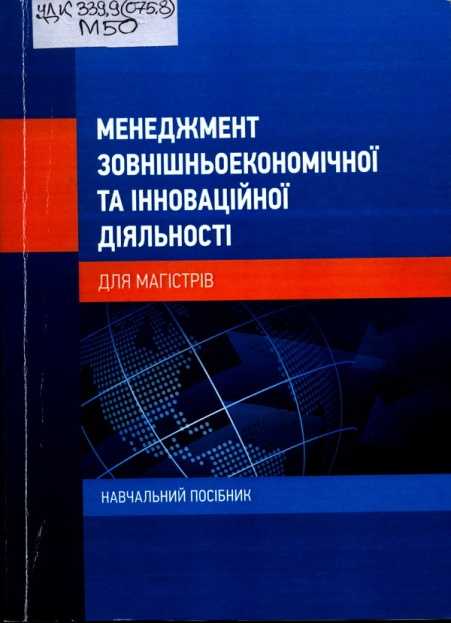 УДК 339,9(075.8)
М50
МЕНЕДЖМЕНТ
ЗОВНІШНЬОЕКОНОМІЧНОЇ
ТА ІННОВАЦІЙНОЇ
ДІЯЛЬНОСТІ
ДЛЯ МАГІСТРІВ
НАВЧАЛЬНИЙ ПОСІБНИК